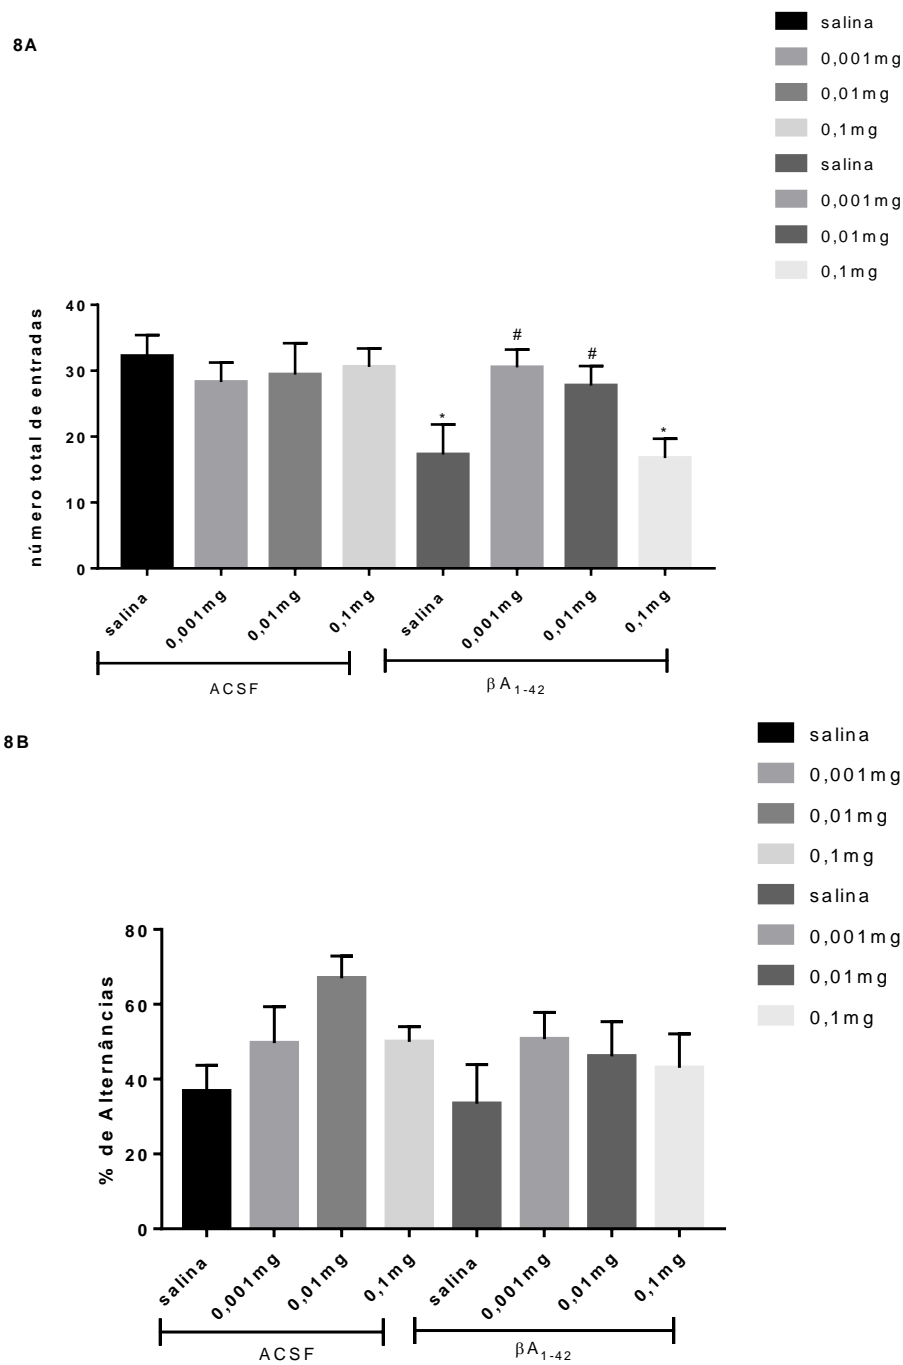 8A
salina
0,001mg
0,01mg
0,1mg
salina
0,001mg
0,01mg
0,1mg
número total de entradas
40
30
20
10
0
*
#
#
*
salina
0,001mg
0,01mg
0,1mg
salina
0,001mg
0,01mg
0,1mg
ACSF
βA1-42
8B
salina
0,001mg
0,01mg
0,1mg
salina
0,001mg
0,01mg
0,1mg
% de Alternâncias
80
60
40
20
0
salina
0,001mg
0,01mg
0,1mg
salina
0,001mg
0,01mg
0,1mg
ACSF
βA1-42